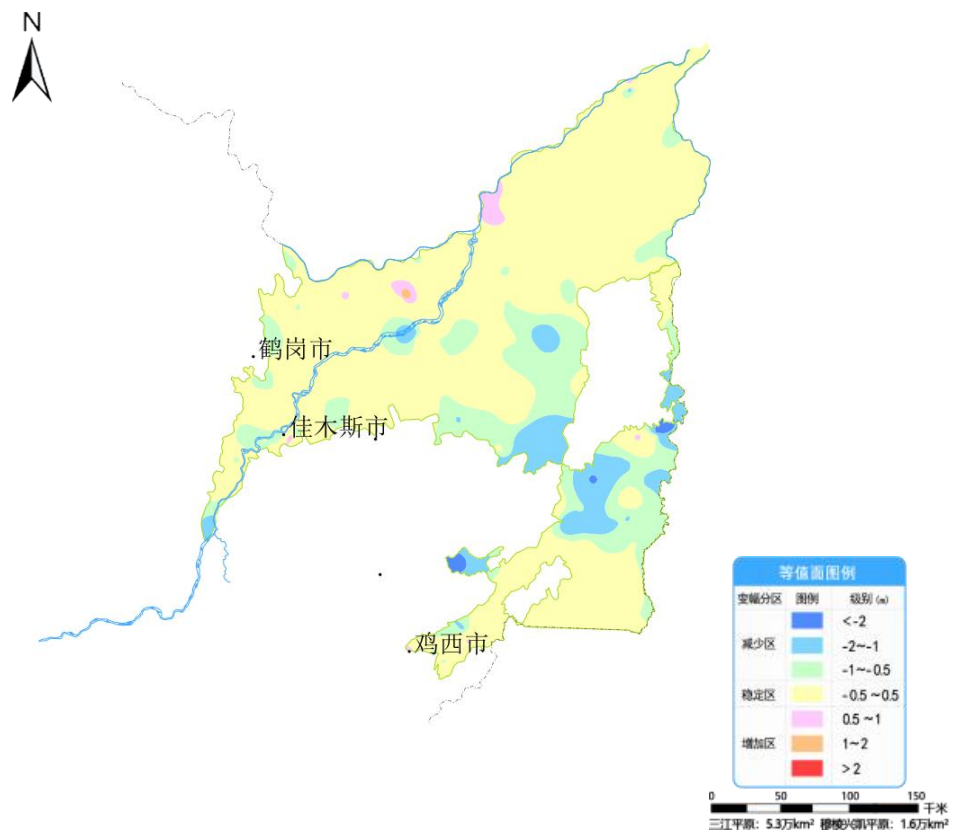 N
.鹤岗市
.佳木斯市
.鸡西市
等值面图例
变幅分区 图例 级别 (m)
减少区
<-2
-2~-1
-1~-0.5
稳定区 -0.5~0.5
增加区
0.5~1
1~2
>2
0 50 100 150 千米
三江平原：5.3万km² 穆棱兴凯平原：1.6万km²